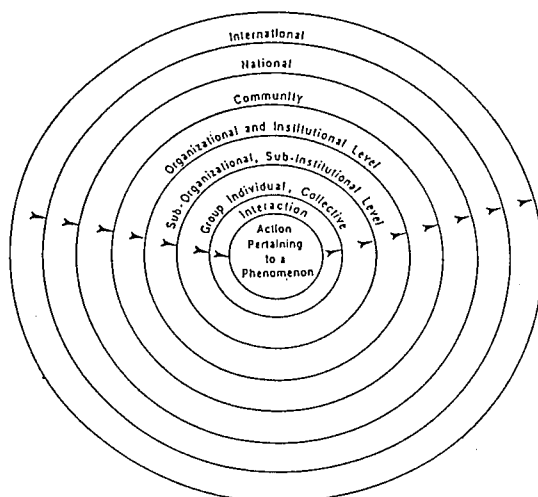 International
National
Community
Organizational and Institutional Level
Sub-Organizational, Sub-Institutional Level
Group Individual, Collective
Interaction
Action
Pertaining
to a
Phenomenon